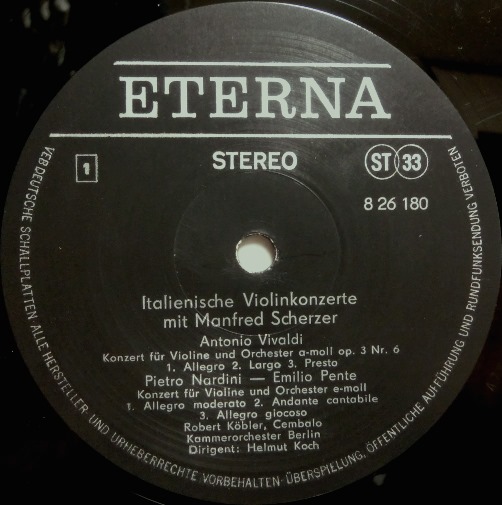 ETERNA
1
STEREO
ST 33
8 26 180
Italienische Violinkonzerte
mit Manfred Scherzer
Antonio Vivaldi
Konzert für Violine und Orchester a-moll op. 3 Nr. 6
1. Allegro 2. Largo 3. Presto
Pietro Nardini — Emilio Pente
Konzert für Violine und Orchester e-moll
1. Allegro moderato 2. Andante cantabile
3. Allegro giocoso
Robert Köbler, Cembalo
Kammerorchester Berlin
Dirigent: Helmut Koch
VEB DEUTSCHE SCHALLPLATTEN ALLE HERSTELLER- UND URHEBERRECHTE VORBEHALTEN · ÜBERSPIELUNG, ÖFFENTLICHE AUFFÜHRUNG UND RUNDFUNKSENDUNG VERBOTEN